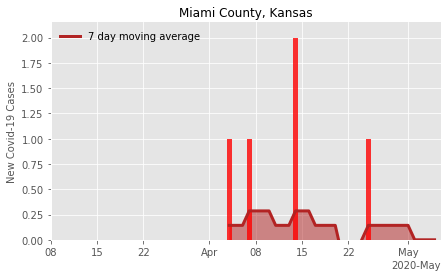 Miami County, Kansas
7 day moving average
New Covid-19 Cases
2.00
1.75
1.50
1.25
1.00
0.75
0.50
0.25
0.00
08 15 22 Apr 08 15 22 May
2020-May